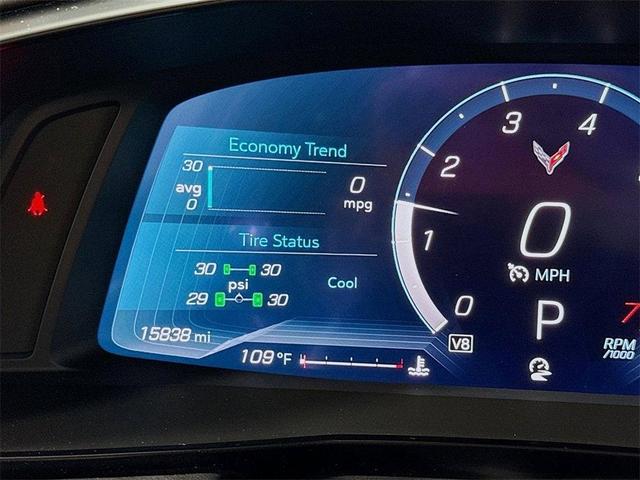 Economy Trend
30
avg
0
0
mpg
Tire Status
30 30
psi
Cool
29 30
15838 mi
109°F
0
1
2
3
4
7
0
MPH
P
V8
RPM
/1000